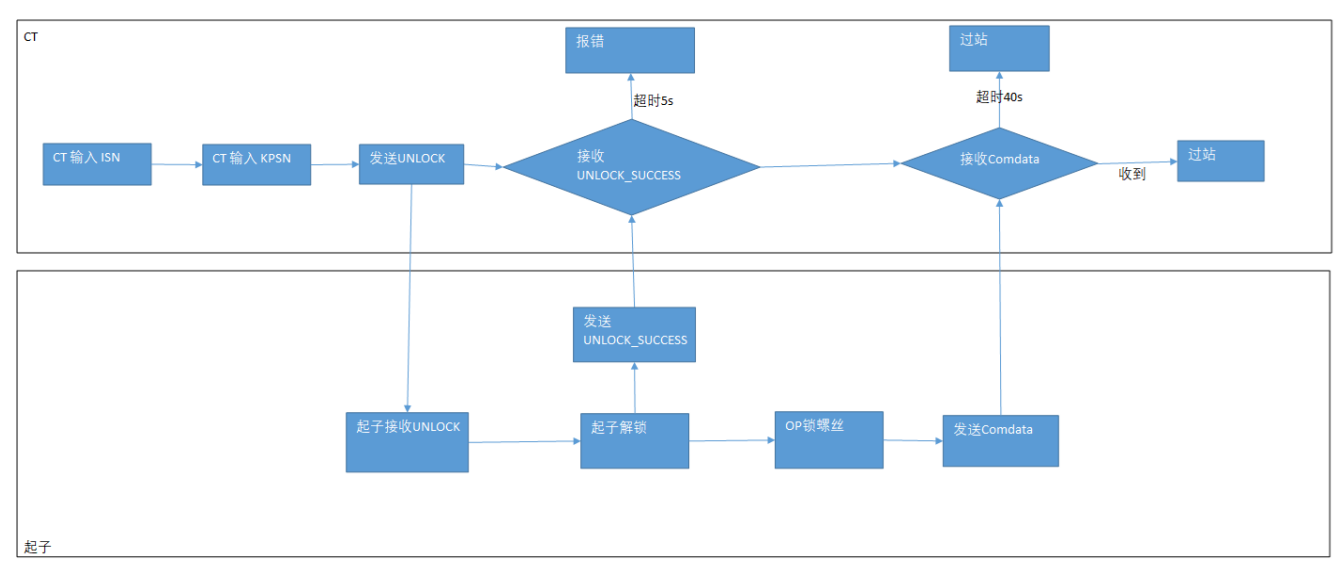 CT
报错
过站
超时5s
超时40s
CT 输入 ISN
CT 输入 KPSN
发送UNLOCK
接收
UNLOCK_SUCCESS
接收Comdata
过站
收到
发送
UNLOCK_SUCCESS
起子接收UNLOCK
起子解锁
OP锁螺丝
发送Comdata
起子